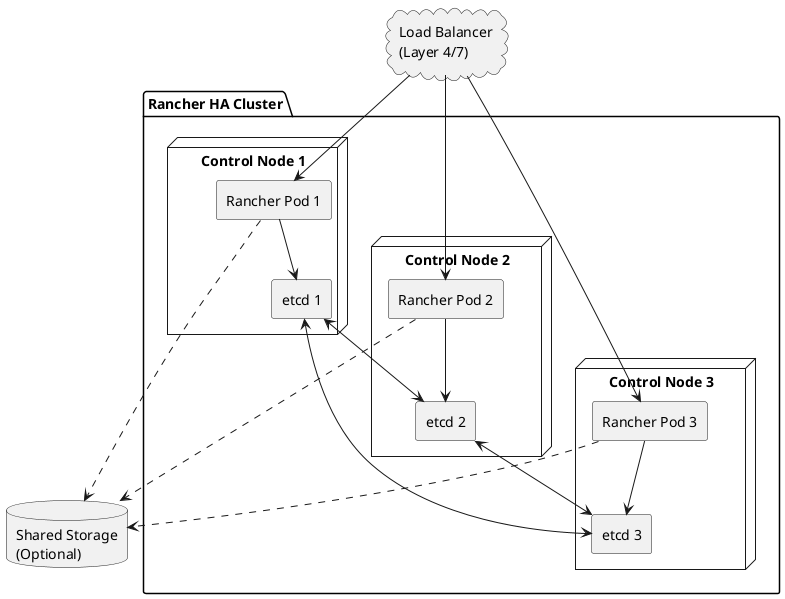 Load Balancer
(Layer 4/7)
Rancher HA Cluster
Control Node 1
Rancher Pod 1
etcd 1
Control Node 2
Rancher Pod 2
etcd 2
Control Node 3
Rancher Pod 3
etcd 3
Shared Storage
(Optional)